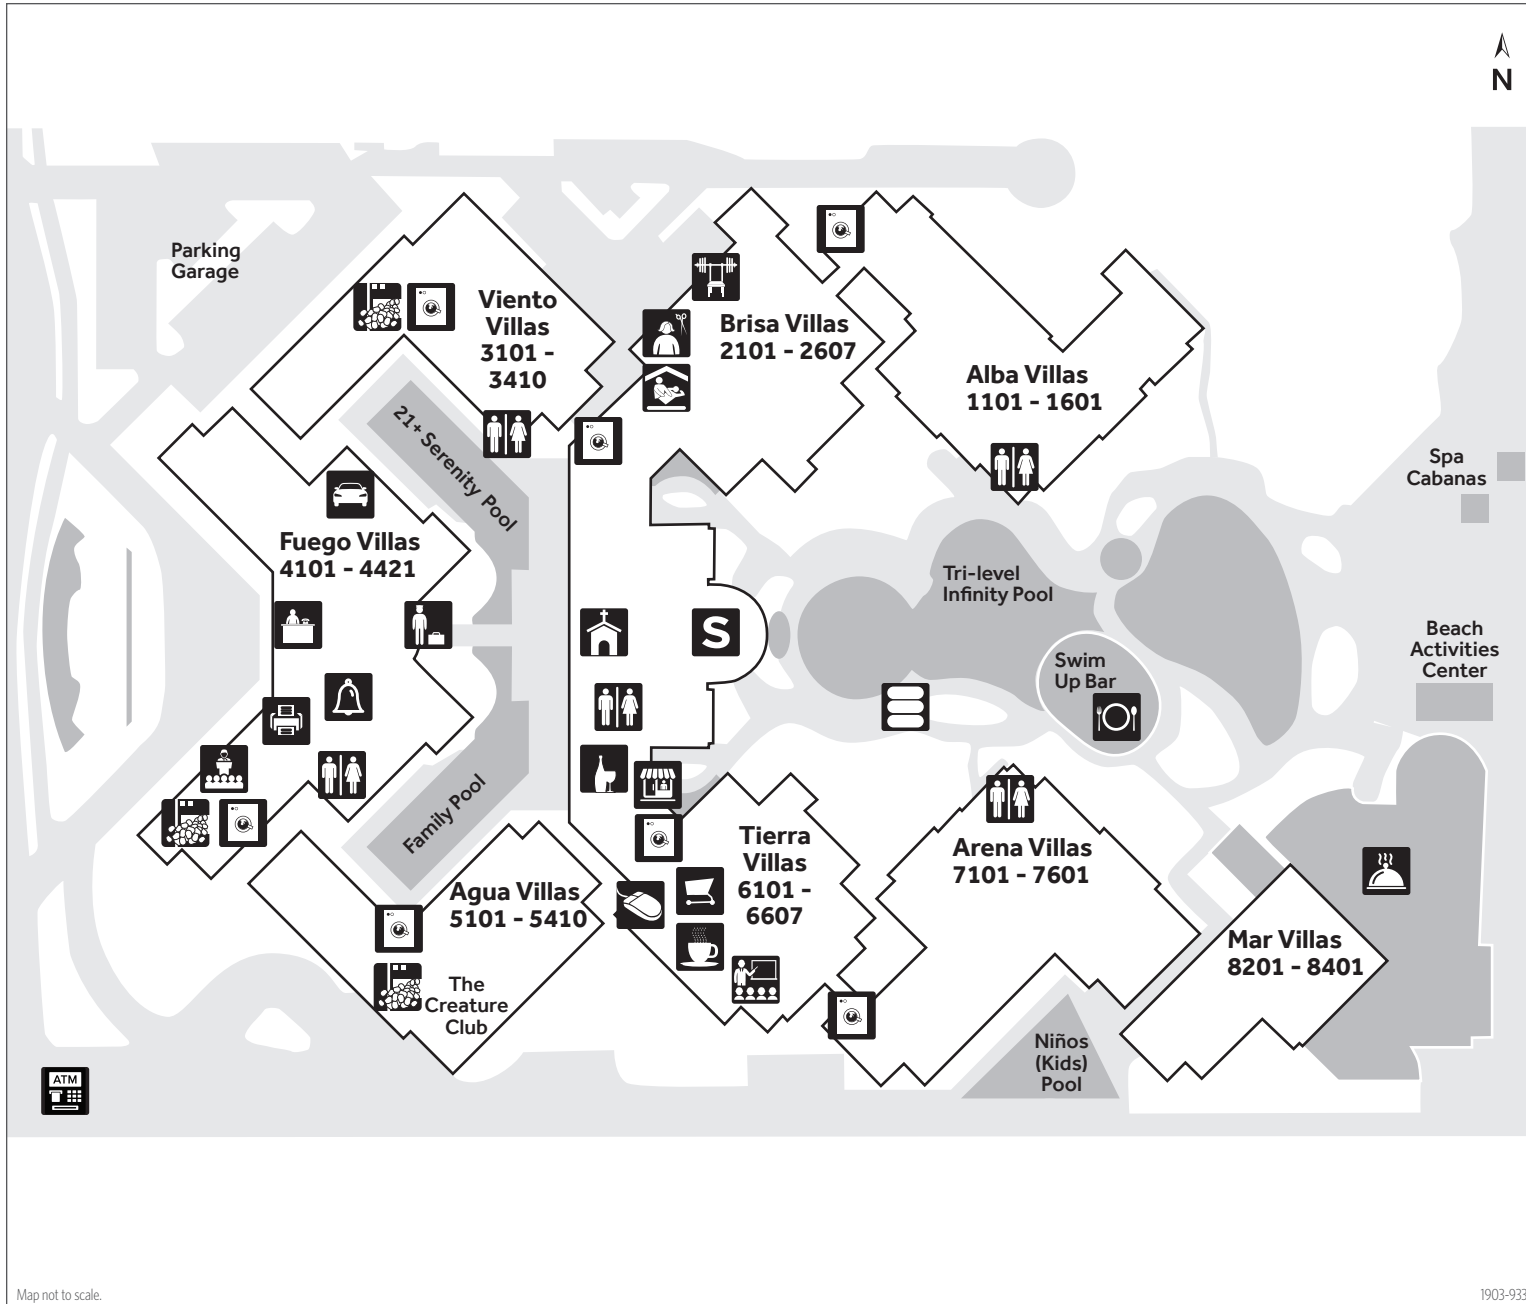 N
Parking
Garage
Viento
Villas
3101 -
3410
Brisa Villas
2101 - 2607
Alba Villas
1101 - 1601
21+ Serenity Pool
Spa
Cabanas
Fuego Villas
4101 - 4421
Tri-level
Infinity Pool
S
Swim
Up Bar
Beach
Activities
Center
Family Pool
Tierra
Villas
6101 -
6607
Arena Villas
7101 - 7601
Agua Villas
5101 - 5410
Mar Villas
8201 - 8401
The
Creature
Club
Niños
(Kids)
Pool
ATM
Map not to scale.
1903-933